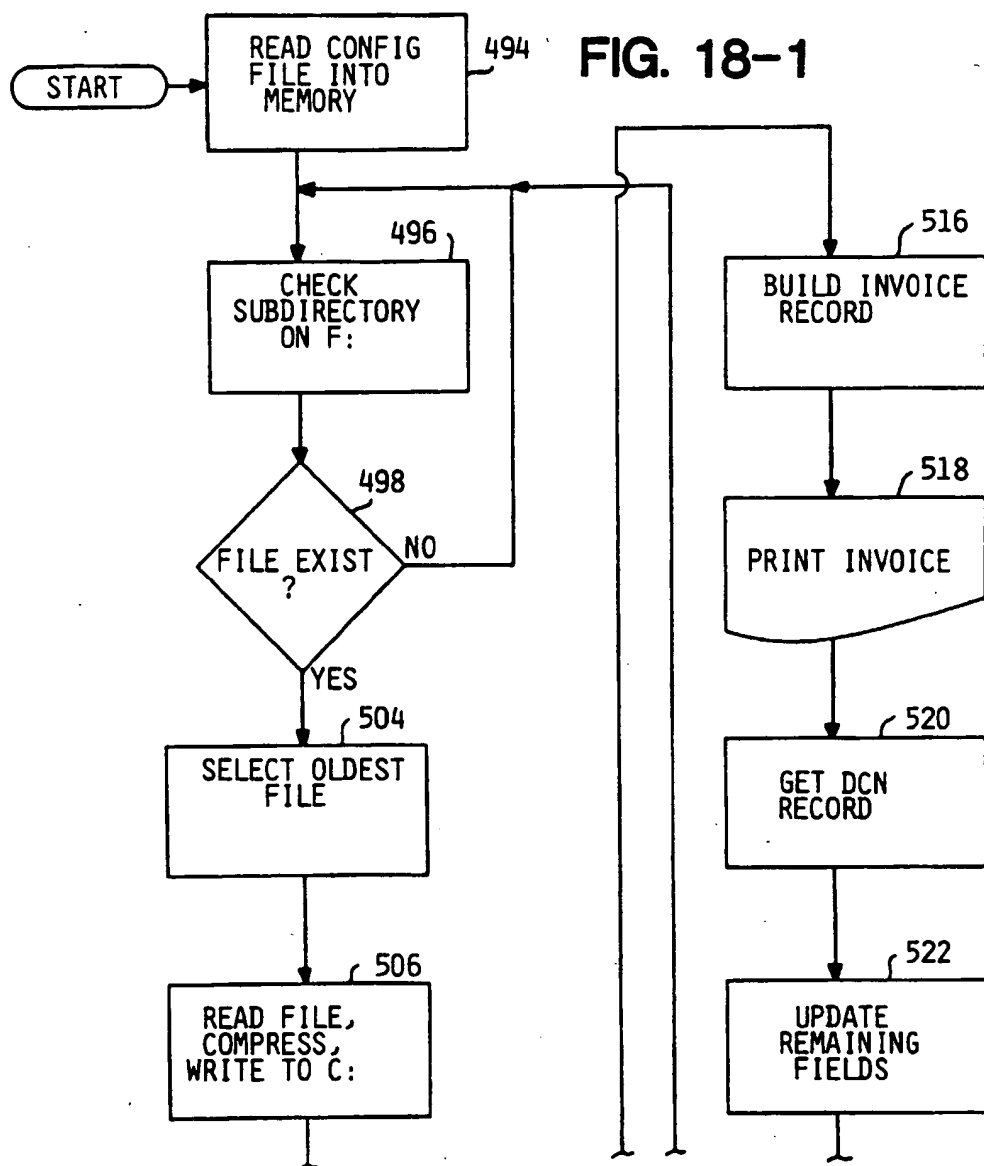 FIG. 18-1
START
READ CONFIG
FILE INTO
MEMORY
494
CHECK
SUBDIRECTORY
ON F:
496
FILE EXIST
?
498
NO
YES
SELECT OLDEST
FILE
504
READ FILE,
COMPRESS,
WRITE TO C:
506
BUILD INVOICE
RECORD
516
PRINT INVOICE
518
GET DCN
RECORD
520
UPDATE
REMAINING
FIELDS
522